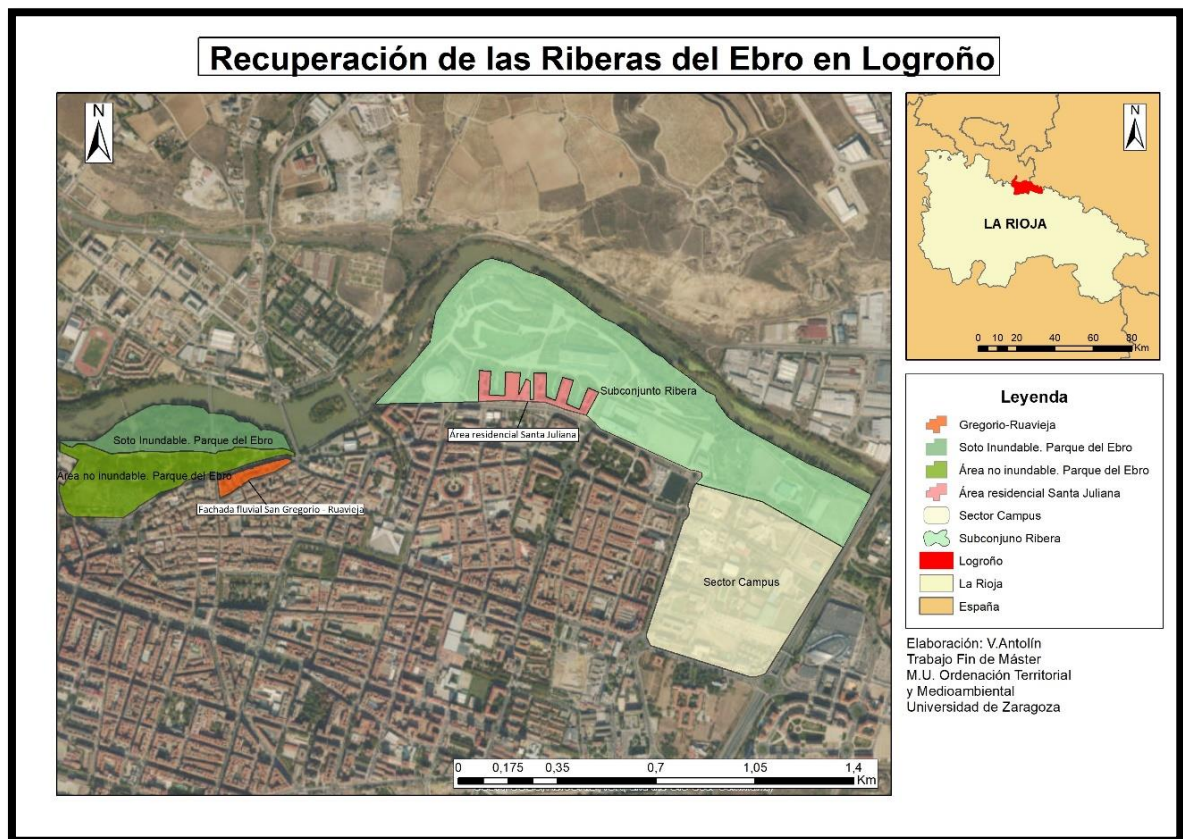 Recuperación de las Riberas del Ebro en Logroño
N
Subconjunto Ribera
Área residencial Santa Juliana
Soto Inundable. Parque del Ebro
Área no inundable. Parque del Ebro
Fachada fluvial San Gregorio - Ruavieja
Sector Campus
0 0,175 0,35 0,7 1,05 1,4
Km
N
LA RIOJA
0 10 20 40 60 80
Km
Leyenda
Gregorio-Ruavieja
Soto Inundable. Parque del Ebro
Área no inundable. Parque del Ebro
Área residencial Santa Juliana
Sector Campus
Subconjuno Ribera
Logroño
La Rioja
España
Elaboración: V.Antolín
Trabajo Fin de Máster
M.U. Ordenación Territorial
y Medioambiental
Universidad de Zaragoza